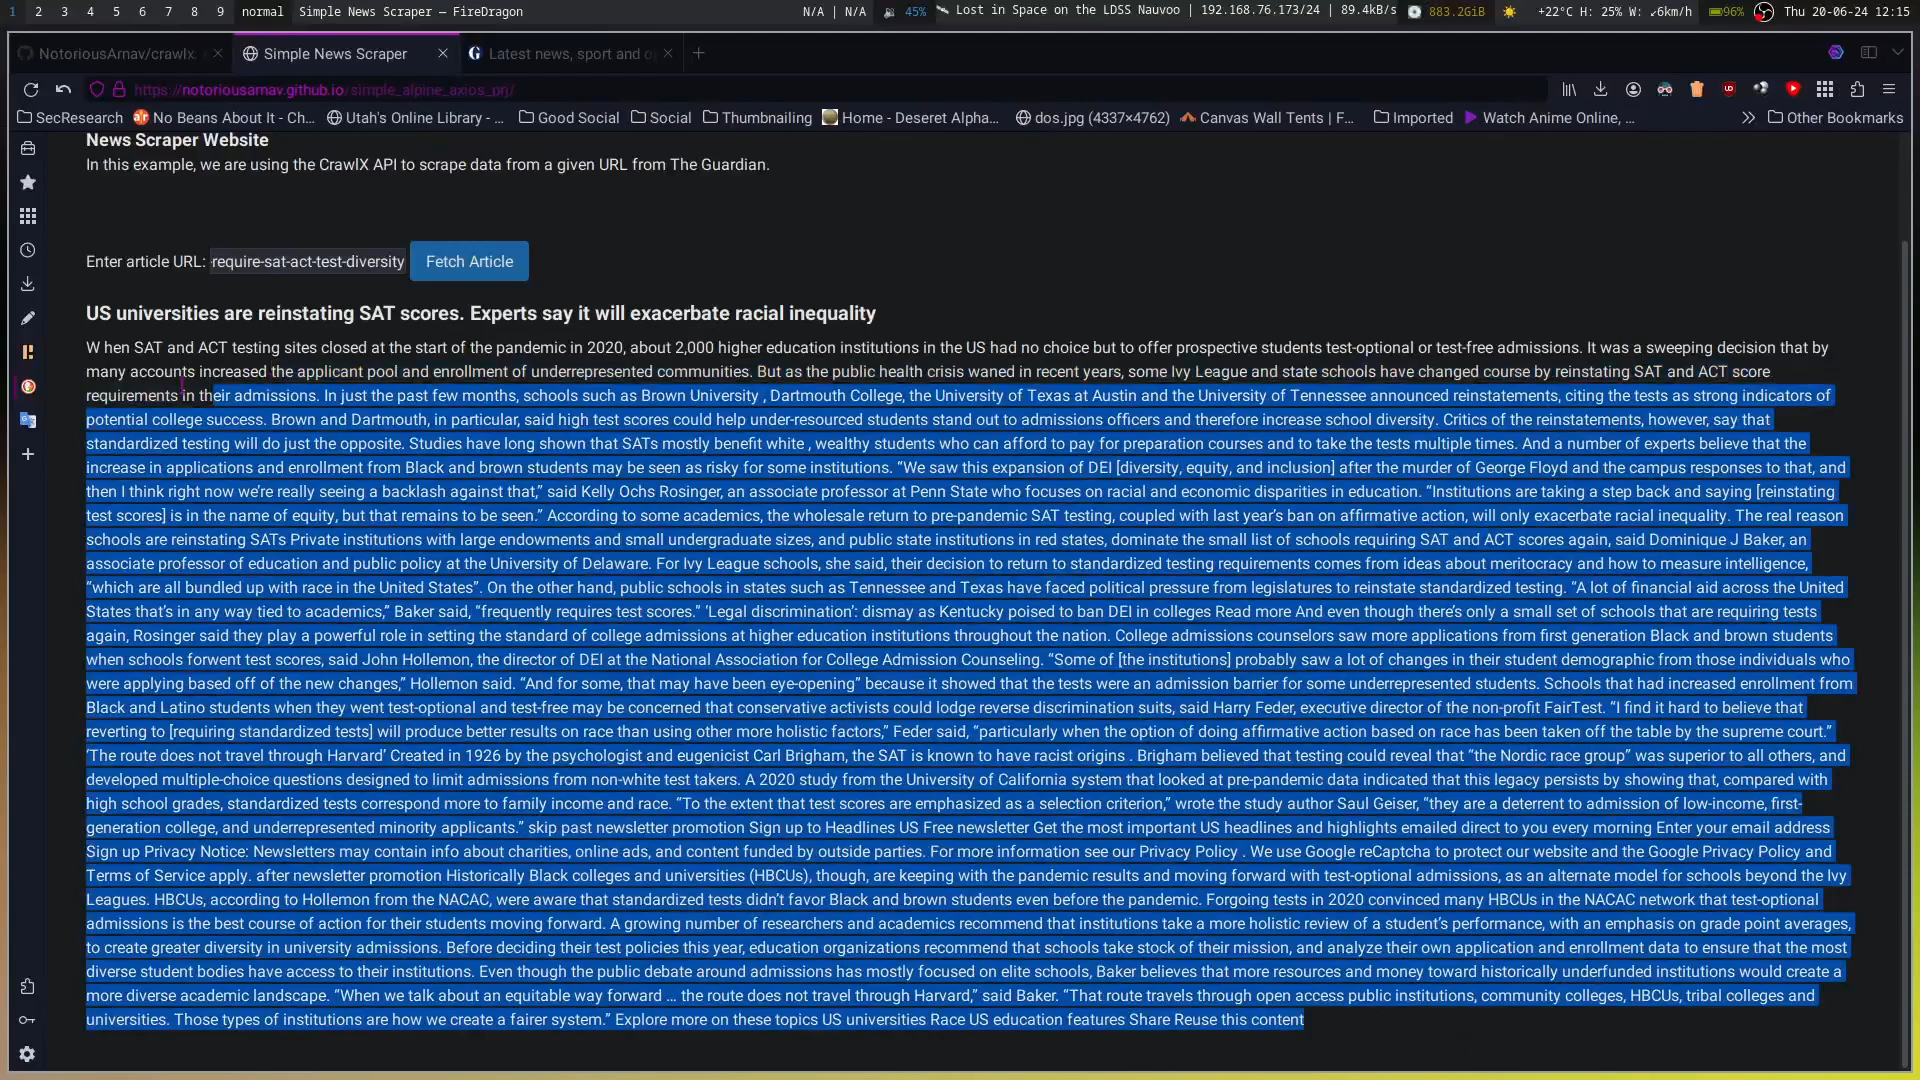 1 2 3 4 5 6 7 8 9 normal Simple News Scraper — FireDragon N/A | N/A 45% Lost in Space on the LDSS Nauvoo | 192.168.76.173/24 | 89.4kB/s 883.2GiB +22°C H: 25% W: ↙6km/h 96% Thu 20-06-24 12:15
NotoriousArnav/crawlx. Simple News Scraper Latest news, sport and o
https://notoriousarnav.github.io/simple_alpine_axios_prj/
SecResearch No Beans About It - Ch... Utah's Online Library - ... Good Social Social Thumbnailing Home - Deseret Alpha... dos.jpg (4337×4762) Canvas Wall Tents | F... Imported Watch Anime Online, ... Other Bookmarks
News Scraper Website
In this example, we are using the CrawlX API to scrape data from a given URL from The Guardian.
Enter article URL: -require-sat-act-test-diversity Fetch Article
US universities are reinstating SAT scores. Experts say it will exacerbate racial inequality
W hen SAT and ACT testing sites closed at the start of the pandemic in 2020, about 2,000 higher education institutions in the US had no choice but to offer prospective students test-optional or test-free admissions. It was a sweeping decision that by
many accounts increased the applicant pool and enrollment of underrepresented communities. But as the public health crisis waned in recent years, some Ivy League and state schools have changed course by reinstating SAT and ACT score
requirements in their admissions. In just the past few months, schools such as Brown University , Dartmouth College, the University of Texas at Austin and the University of Tennessee announced reinstatements, citing the tests as strong indicators of
potential college success. Brown and Dartmouth, in particular, said high test scores could help under-resourced students stand out to admissions officers and therefore increase school diversity. Critics of the reinstatements, however, say that
standardized testing will do just the opposite. Studies have long shown that SATs mostly benefit white , wealthy students who can afford to pay for preparation courses and to take the tests multiple times. And a number of experts believe that the
increase in applications and enrollment from Black and brown students may be seen as risky for some institutions. “We saw this expansion of DEI [diversity, equity, and inclusion] after the murder of George Floyd and the campus responses to that, and
then I think right now we’re really seeing a backlash against that,” said Kelly Ochs Rosinger, an associate professor at Penn State who focuses on racial and economic disparities in education. “Institutions are taking a step back and saying [reinstating
test scores] is in the name of equity, but that remains to be seen.” According to some academics, the wholesale return to pre-pandemic SAT testing, coupled with last year’s ban on affirmative action, will only exacerbate racial inequality. The real reason
schools are reinstating SATs Private institutions with large endowments and small undergraduate sizes, and public state institutions in red states, dominate the small list of schools requiring SAT and ACT scores again, said Dominique J Baker, an
associate professor of education and public policy at the University of Delaware. For Ivy League schools, she said, their decision to return to standardized testing requirements comes from ideas about meritocracy and how to measure intelligence,
“which are all bundled up with race in the United States”. On the other hand, public schools in states such as Tennessee and Texas have faced political pressure from legislatures to reinstate standardized testing. “A lot of financial aid across the United
States that’s in any way tied to academics,” Baker said, “frequently requires test scores.” ‘Legal discrimination’: dismay as Kentucky poised to ban DEI in colleges Read more And even though there’s only a small set of schools that are requiring tests
again, Rosinger said they play a powerful role in setting the standard of college admissions at higher education institutions throughout the nation. College admissions counselors saw more applications from first generation Black and brown students
when schools forwent test scores, said John Hollemon, the director of DEI at the National Association for College Admission Counseling. “Some of [the institutions] probably saw a lot of changes in their student demographic from those individuals who
were applying based off of the new changes,” Hollemon said. “And for some, that may have been eye-opening” because it showed that the tests were an admission barrier for some underrepresented students. Schools that had increased enrollment from
Black and Latino students when they went test-optional and test-free may be concerned that conservative activists could lodge reverse discrimination suits, said Harry Feder, executive director of the non-profit FairTest. “I find it hard to believe that
reverting to [requiring standardized tests] will produce better results on race than using other more holistic factors,” Feder said, “particularly when the option of doing affirmative action based on race has been taken off the table by the supreme court.”
‘The route does not travel through Harvard’ Created in 1926 by the psychologist and eugenicist Carl Brigham, the SAT is known to have racist origins . Brigham believed that testing could reveal that “the Nordic race group” was superior to all others, and
developed multiple-choice questions designed to limit admissions from non-white test takers. A 2020 study from the University of California system that looked at pre-pandemic data indicated that this legacy persists by showing that, compared with
high school grades, standardized tests correspond more to family income and race. “To the extent that test scores are emphasized as a selection criterion,” wrote the study author Saul Geiser, “they are a deterrent to admission of low-income, first-
generation college, and underrepresented minority applicants.” skip past newsletter promotion Sign up to Headlines US Free newsletter Get the most important US headlines and highlights emailed direct to you every morning Enter your email address
Sign up Privacy Notice: Newsletters may contain info about charities, online ads, and content funded by outside parties. For more information see our Privacy Policy . We use Google reCaptcha to protect our website and the Google Privacy Policy and
Terms of Service apply. after newsletter promotion Historically Black colleges and universities (HBCUs), though, are keeping with the pandemic results and moving forward with test-optional admissions, as an alternate model for schools beyond the Ivy
Leagues. HBCUs, according to Hollemon from the NACAC, were aware that standardized tests didn’t favor Black and brown students even before the pandemic. Forgoing tests in 2020 convinced many HBCUs in the NACAC network that test-optional
admissions is the best course of action for their students moving forward. A growing number of researchers and academics recommend that institutions take a more holistic review of a student’s performance, with an emphasis on grade point averages,
to create greater diversity in university admissions. Before deciding their test policies this year, education organizations recommend that schools take stock of their mission, and analyze their own application and enrollment data to ensure that the most
diverse student bodies have access to their institutions. Even though the public debate around admissions has mostly focused on elite schools, Baker believes that more resources and money toward historically underfunded institutions would create a
more diverse academic landscape. “When we talk about an equitable way forward … the route does not travel through Harvard,” said Baker. “That route travels through open access public institutions, community colleges, HBCUs, tribal colleges and
universities. Those types of institutions are how we create a fairer system.” Explore more on these topics US universities Race US education features Share Reuse this content